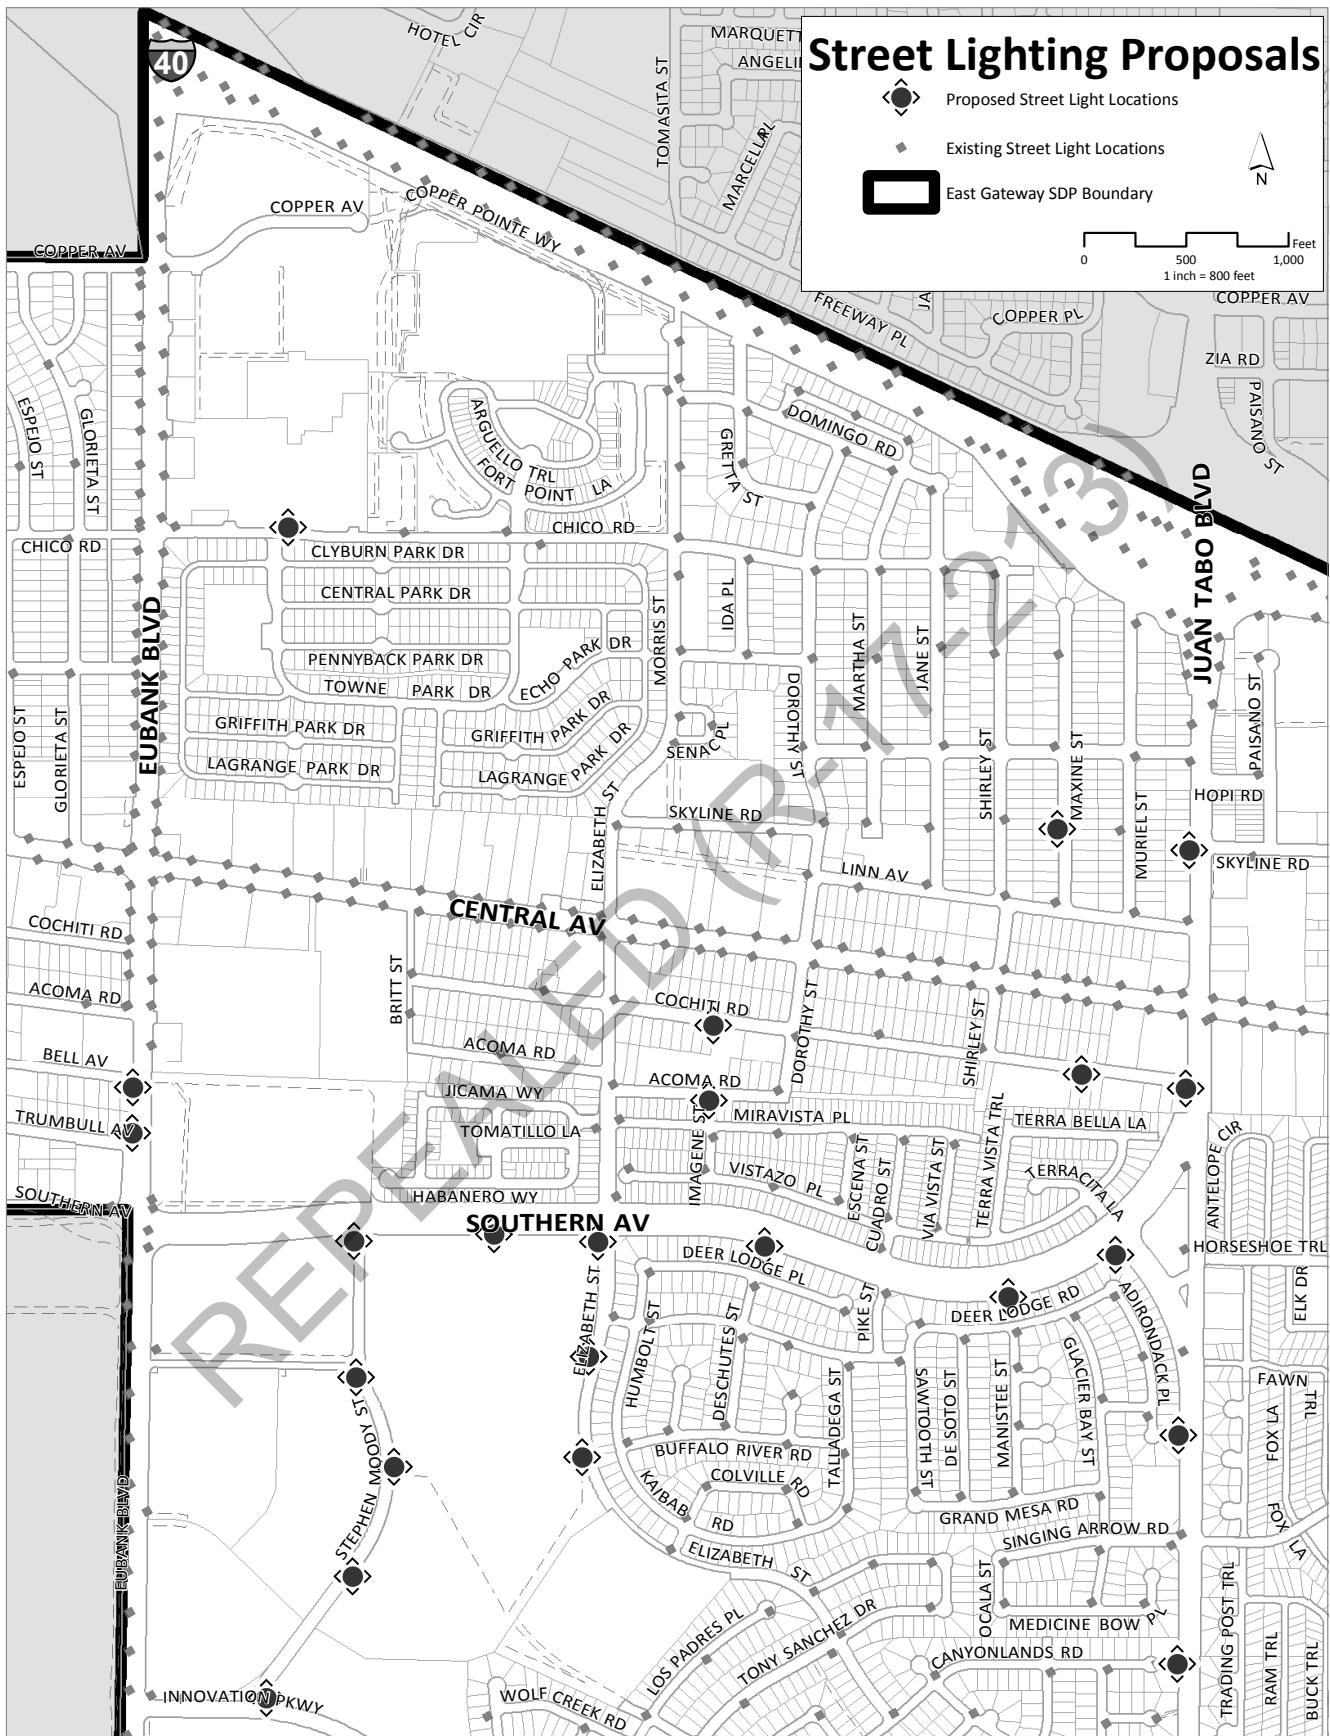 Street Lighting Proposals
Proposed Street Light Locations
Existing Street Light Locations
East Gateway SDP Boundary
N
Feet
0 500 1,000
1 inch = 800 feet
40
HOTEL CIR
TOMASITA ST
MARQUETT
ANGELI
MARCELLA PL
COPPER AV
COPPER POINTE WY
COPPER AV
FREEWAY PL
JA
COPPER PL
COPPER AV
ZIA RD
PAISANO ST
ESPEJO ST
GLORIETA ST
ARGUELLO TRL
FORT POINT LA
GRETTA ST
DOMINGO RD
JUAN TABO BLVD
CHICO RD
CHICO RD
CLYBURN PARK DR
CENTRAL PARK DR
PENNYBACK PARK DR
TOWNE PARK DR
ECHO PARK DR
GRIFFITH PARK DR
GRIFFITH PARK DR
LAGRANGE PARK DR
LAGRANGE PARK DR
EUBANK BLVD
MORRIS ST
IDA PL
MARTHA ST
JANE ST
DOROTHY ST
SENAC PL
SHIRLEY ST
MAXINE ST
MURIEL ST
PAISANO ST
HOPI RD
ESPEJO ST
GLORIETA ST
ELIZABETH ST
SKYLINE RD
LINN AV
SKYLINE RD
CENTRAL AV
COCHITI RD
ACOMA RD
BELL AV
TRUMBULL AV
SOUTHERN AV
BRITT ST
COCHITI RD
ACOMA RD
ACOMA RD
DOROTHY ST
SHIRLEY ST
JICAMA WY
TOMATILLO LA
HABANERO WY
IMAGENE ST
MIRAVISTA PL
VISTAZO PL
ESCENA ST
CUADRO ST
VIA VISTA ST
TERRA VISTA TRL
TERRA BELLA LA
TERRACITA LA
ANTELOPE CIR
HORSESHOE TRL
SOUTHERN AV
DEER LODGE PL
DEER LODGE RD
ELK DR
ELIZABETH ST
HUMBOLT ST
DESCHUTES ST
PIKE ST
TALLADEGA ST
SAWTOOTH ST
DE SOTO ST
MANISTEE ST
GLACIER BAY ST
ADIRONDACK PL
FAWN TRL
FOX LA
FOX LA
BUFFALO RIVER RD
COLVILLE RD
KAIBAB RD
GRAND MESA RD
SINGING ARROW RD
STEPHEN MOODY ST
EUBANK BLVD
ELIZABETH ST
OCALA ST
MEDICINE BOW PL
CANYONLANDS RD
LOS PADRES PL
TONY SANCHEZ DR
WOLF CREEK RD
INNOVATION PKWY
TRADING POST TRL
RAM TRL
BUCK TRL
REPEALED (R-17-213)